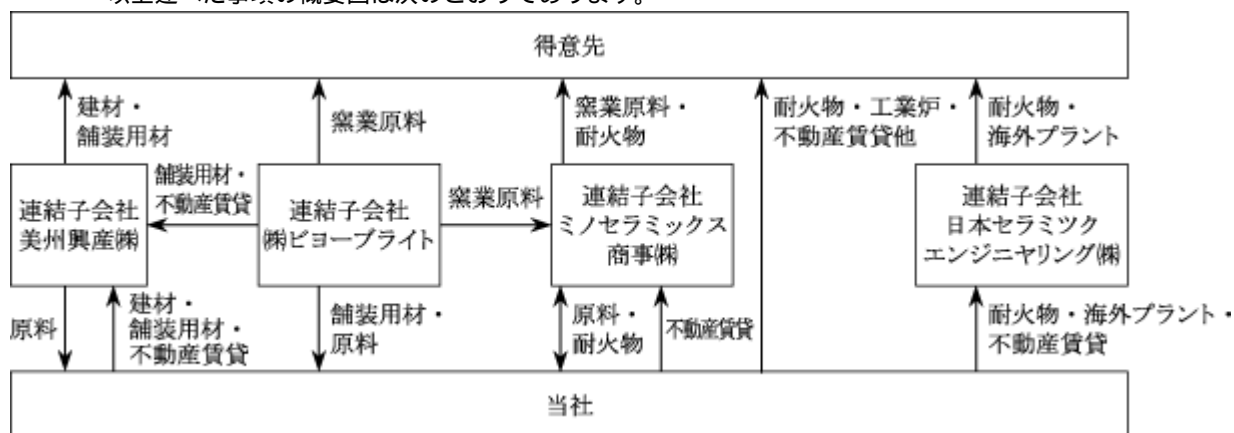 以上述べた事項の概要図は次のとおりであります。
得意先
建材・
舗装用材
窯業原料
窯業原料・
耐火物
耐火物・工業炉・
不動産賃貸他
耐火物・
海外プラント
連結子会社
美州興産㈱
舗装用材・
不動産賃貸
連結子会社
㈱ビヨーブライト
窯業原料
連結子会社
ミノセラミックス
商事㈱
連結子会社
日本セラミツク
エンジニヤリング㈱
原料
建材・
舗装用材・
不動産賃貸
舗装用材・
原料
原料・
耐火物
不動産賃貸
耐火物・海外プラント・
不動産賃貸
当社